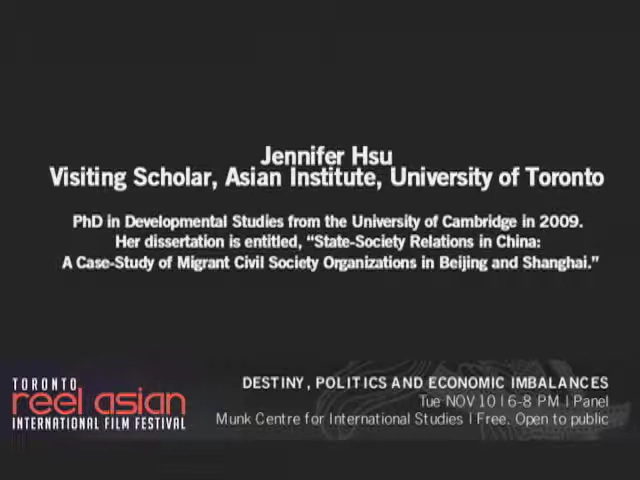 Jennifer Hsu
Visiting Scholar, Asian Institute, University of Toronto
PhD in Developmental Studies from the University of Cambridge in 2009.
Her dissertation is entitled, “State-Society Relations in China:
A Case-Study of Migrant Civil Society Organizations in Beijing and Shanghai.”
TORONTO
reel asian
INTERNATIONAL FILM FESTIVAL
DESTINY, POLITICS AND ECONOMIC IMBALANCES
Tue NOV 10 | 6-8 PM | Panel
Munk Centre for International Studies | Free. Open to public